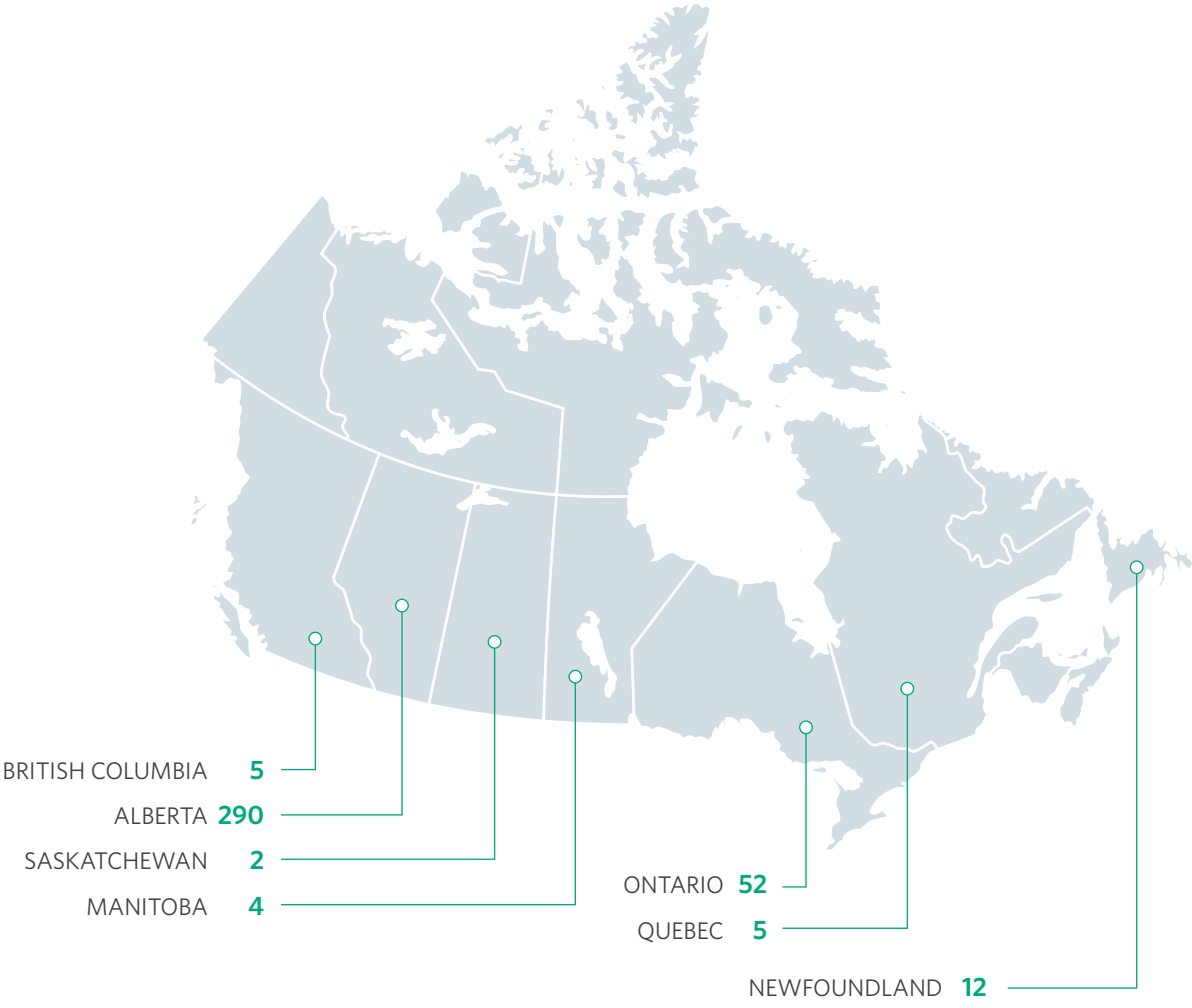 BRITISH COLUMBIA 5
ALBERTA 290
SASKATCHEWAN 2
MANITOBA 4
ONTARIO 52
QUEBEC 5
NEWFOUNDLAND 12